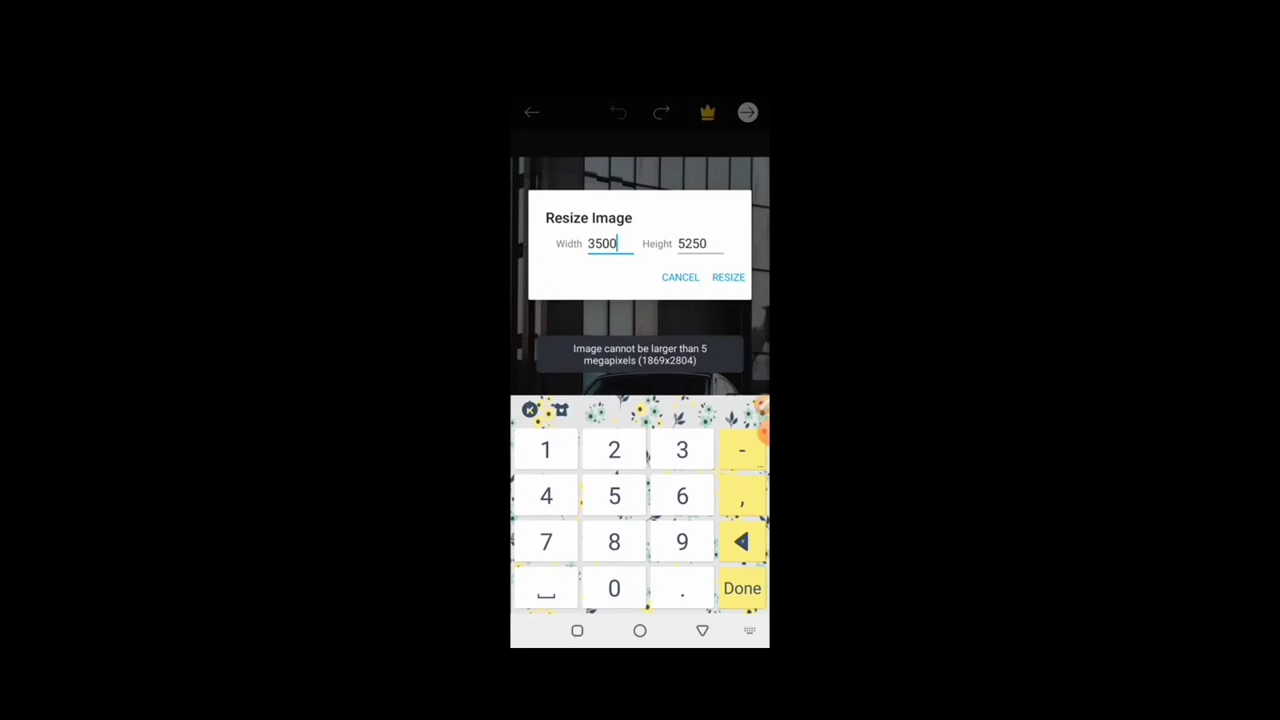 Resize Image
Width 3500 Height 5250
CANCEL RESIZE
Image cannot be larger than 5
megapixels (1869x2804)
K
1 2 3 -
4 5 6 ,
7 8 9
0 . Done